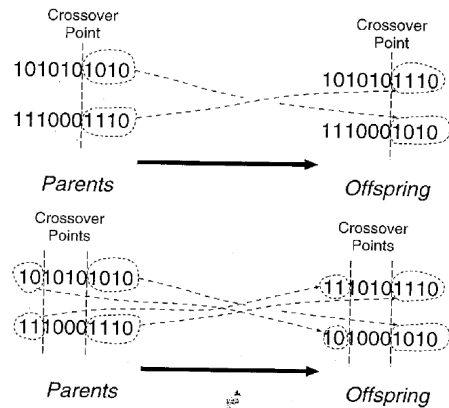 Crossover Point    Crossover Point
1010101010    1010101110
1110001110    1110001010
Parents    Offspring
Crossover Points    Crossover Points
1010101010    1110101110
1110001110    1010001010
Parents    Offspring